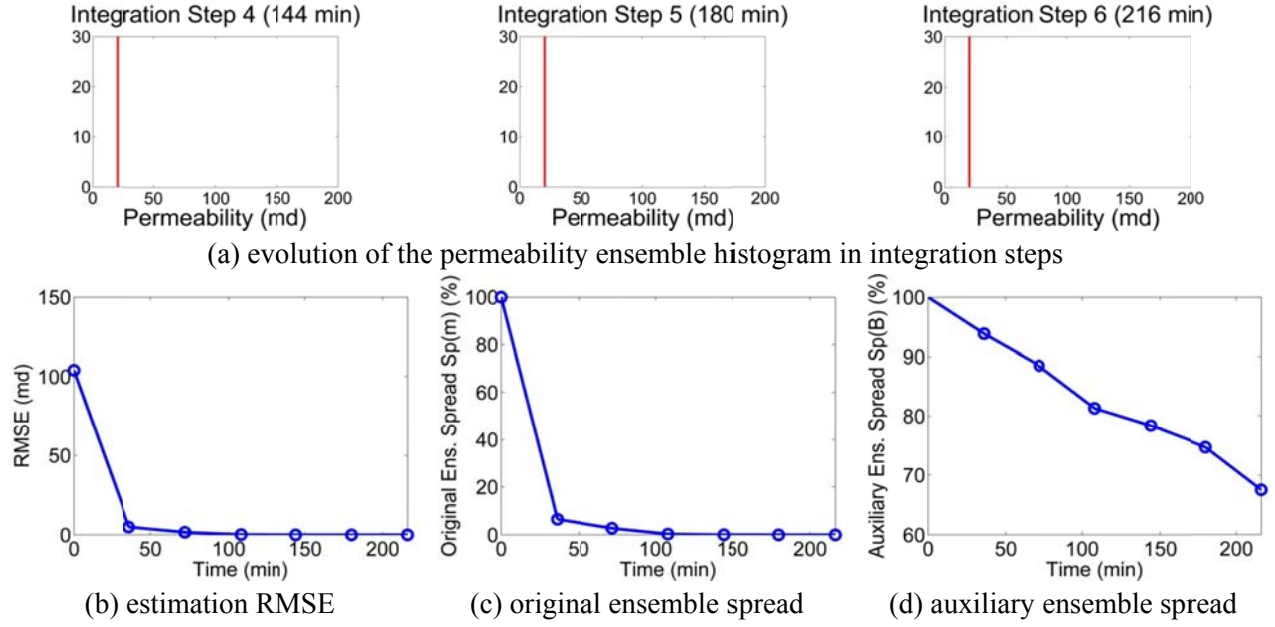 Integration Step 4 (144 min) Integration Step 5 (180 min) Integration Step 6 (216 min)
30 30 30
20 20 20
10 10 10
0 0 0
0 50 100 150 200 0 50 100 150 200 0 50 100 150 200
Permeability (md) Permeability (md) Permeability (md)
(a) evolution of the permeability ensemble histogram in integration steps
RMSE (md)
150
100
50
0
0 50 100 150 200
Time (min)
(b) estimation RMSE
Original Ens. Spread Sp(m) (%)
100
80
60
40
20
0
0 50 100 150 200
Time (min)
(c) original ensemble spread
Auxiliary Ens. Spread Sp(B) (%)
100
90
80
70
60
0 50 100 150 200
Time (min)
(d) auxiliary ensemble spread